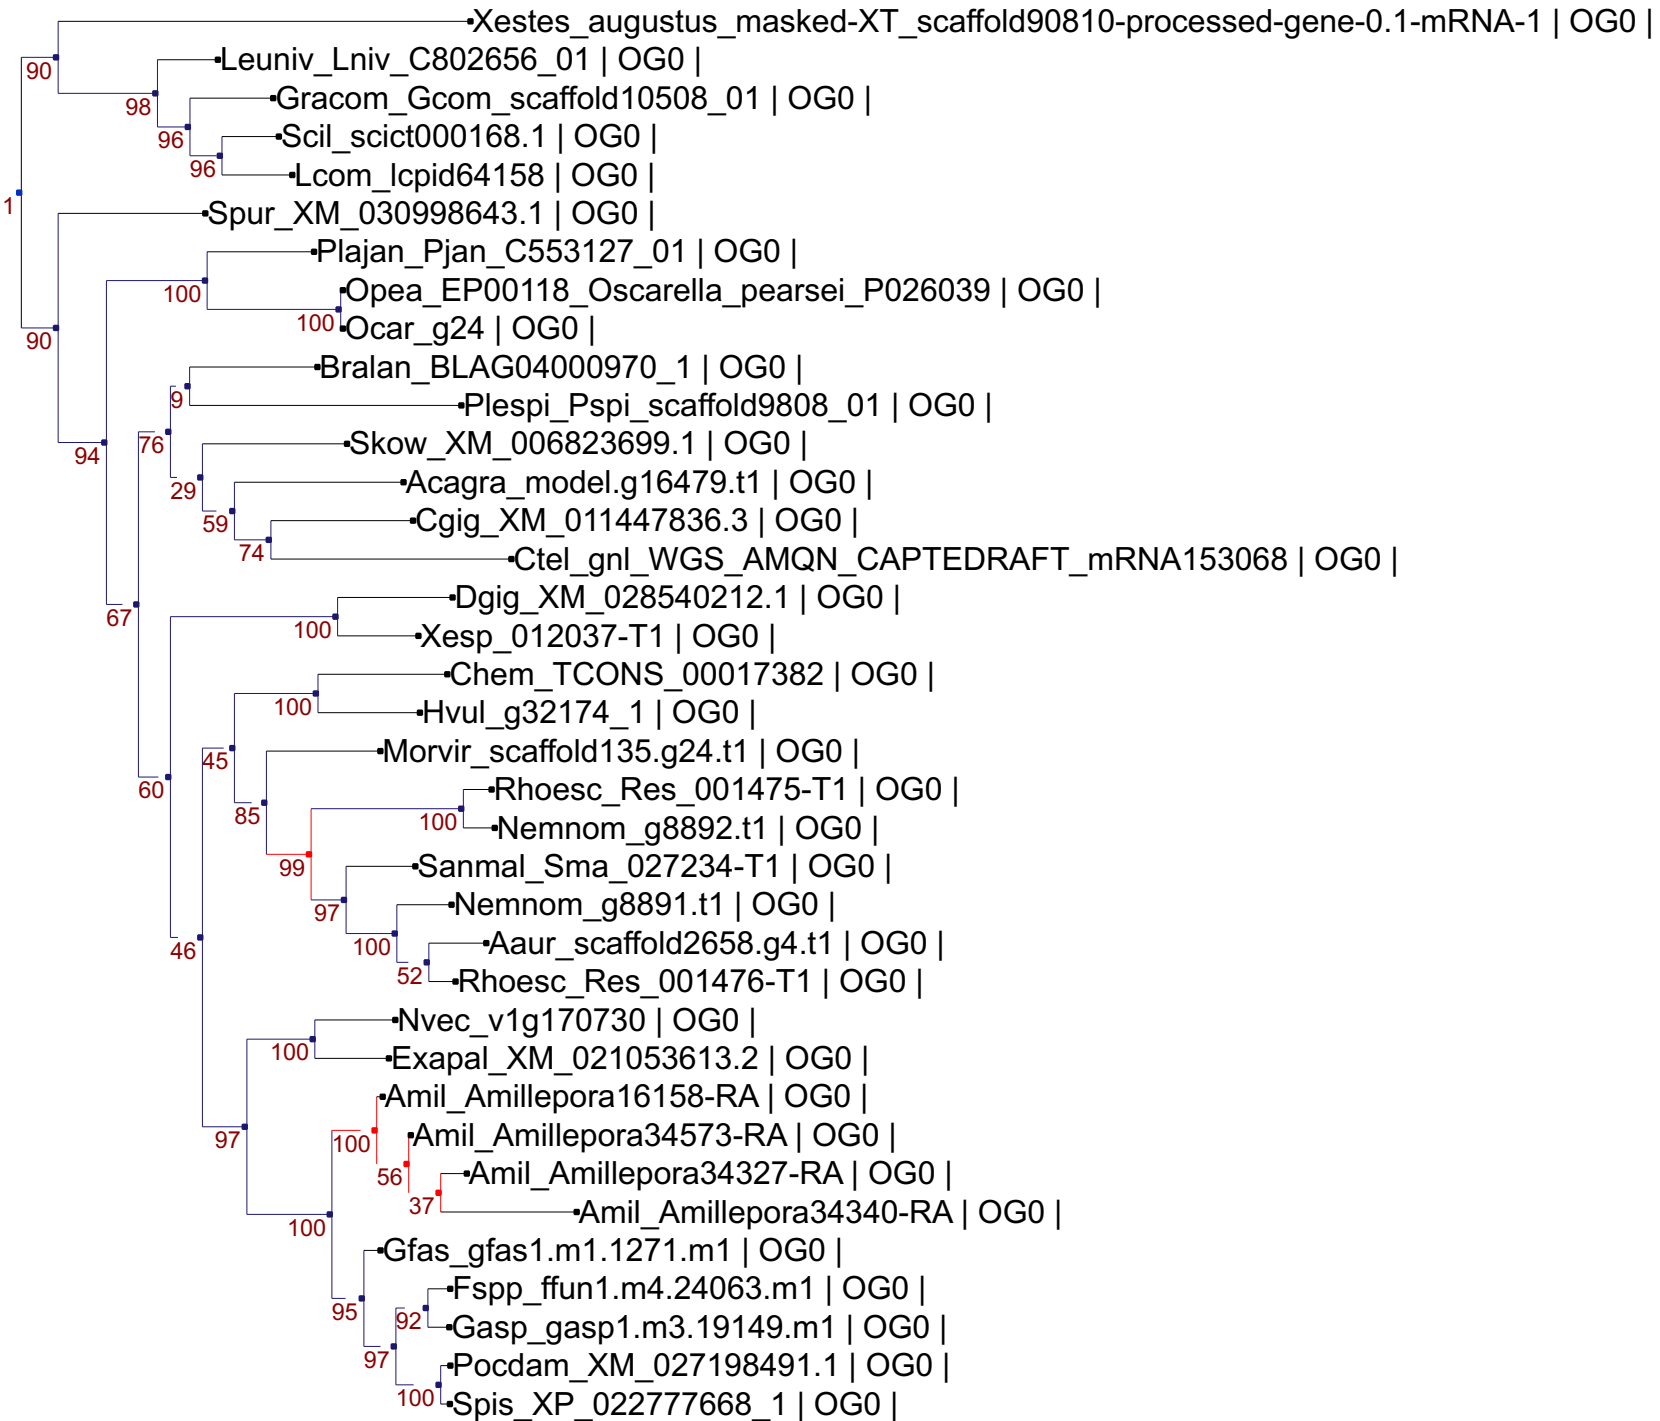 Xestes_augustus_masked-XT_scaffold90810-processed-gene-0.1-mRNA-1 | OG0 |
Leuniv_Lniv_C802656_01 | OG0 |
90
Gracom_Gcom_scaffold10508_01 | OG0 |
98
Scil_scict000168.1 | OG0 |
96
Lcom_lcpid64158 | OG0 |
96
1
Spur_XM_030998643.1 | OG0 |
Plajan_Pjan_C553127_01 | OG0 |
100
Opea_EP00118_Oscarella_pearsei_P026039 | OG0 |
100
Ocar_g24 | OG0 |
90
Bralan_BLAG04000970_1 | OG0 |
9
Plespi_Pspi_scaffold9808_01 | OG0 |
76
Skow_XM_006823699.1 | OG0 |
94
Acagra_model.g16479.t1 | OG0 |
29
Cgig_XM_011447836.3 | OG0 |
59
74
Ctel_gnl_WGS_AMQN_CAPTEDRAFT_mRNA153068 | OG0 |
Dgig_XM_028540212.1 | OG0 |
67
100
Xesp_012037-T1 | OG0 |
Chem_TCONS_00017382 | OG0 |
100
Hvul_g32174_1 | OG0 |
Morvir_scaffold135.g24.t1 | OG0 |
45
60
Rhoesc_Res_001475-T1 | OG0 |
85
100
Nemnom_g8892.t1 | OG0 |
99
Sanmal_Sma_027234-T1 | OG0 |
97
Nemnom_g8891.t1 | OG0 |
100
46
Aaur_scaffold2658.g4.t1 | OG0 |
52
Rhoesc_Res_001476-T1 | OG0 |
Nvec_v1g170730 | OG0 |
100
Exapal_XM_021053613.2 | OG0 |
Amil_Amillepora16158-RA | OG0 |
97
100
Amil_Amillepora34573-RA | OG0 |
56
Amil_Amillepora34327-RA | OG0 |
37
Amil_Amillepora34340-RA | OG0 |
100
Gfas_gfas1.m1.1271.m1 | OG0 |
Fspp_ffun1.m4.24063.m1 | OG0 |
95
92
Gasp_gasp1.m3.19149.m1 | OG0 |
97
Pocdam_XM_027198491.1 | OG0 |
100
Spis_XP_022777668_1 | OG0 |